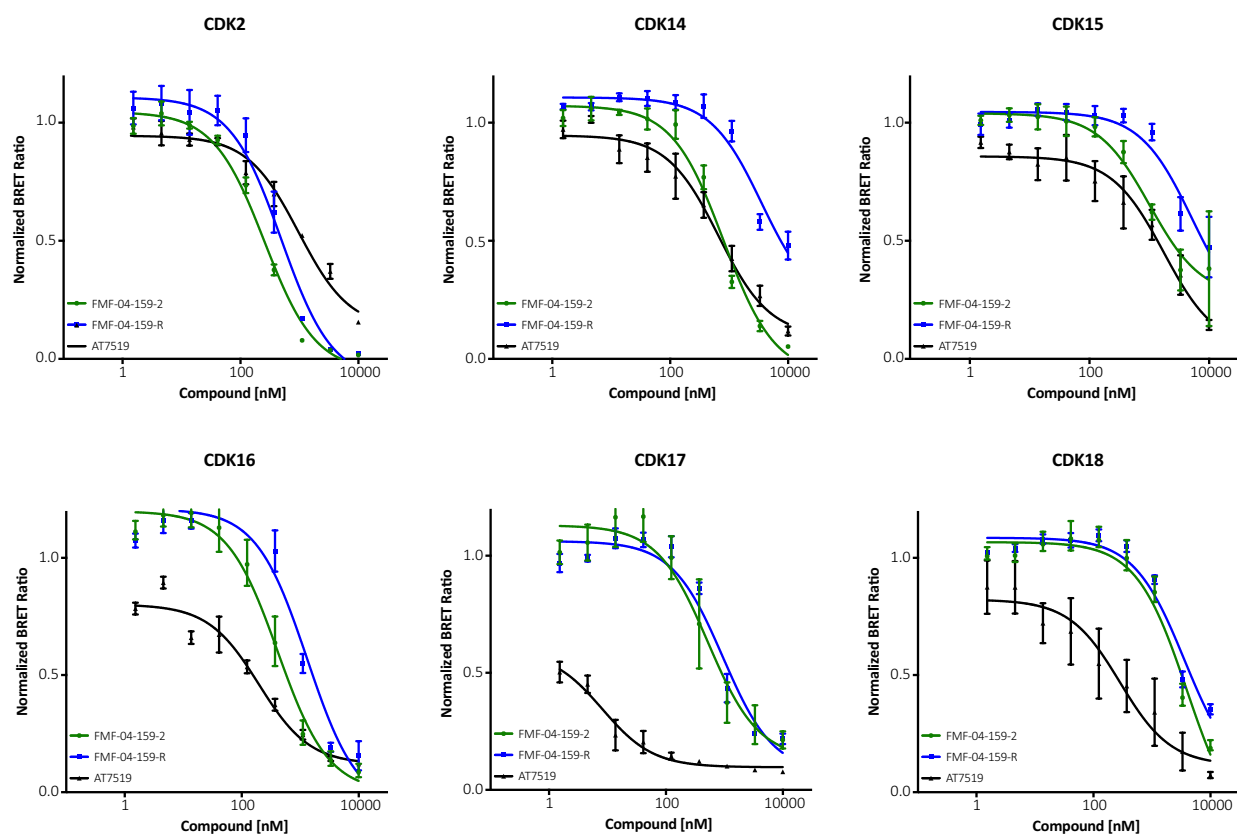 CDK2
Normalized BRET Ratio
1.0
0.5
0.0
FMF-04-159-2
FMF-04-159-R
AT7519
1 100 10000
Compound [nM]
CDK14
Normalized BRET Ratio
1.0
0.5
0.0
FMF-04-159-2
FMF-04-159-R
AT7519
1 100 10000
Compound [nM]
CDK15
Normalized BRET Ratio
1.0
0.5
0.0
FMF-04-159-2
FMF-04-159-R
AT7519
1 100 10000
Compound [nM]
CDK16
Normalized BRET Ratio
1.0
0.5
0.0
FMF-04-159-2
FMF-04-159-R
AT7519
1 100 10000
Compound [nM]
CDK17
Normalized BRET Ratio
1.0
0.5
0.0
FMF-04-159-2
FMF-04-159-R
AT7519
1 100 10000
Compound [nM]
CDK18
Normalized BRET Ratio
1.0
0.5
0.0
FMF-04-159-2
FMF-04-159-R
AT7519
1 100 10000
Compound [nM]